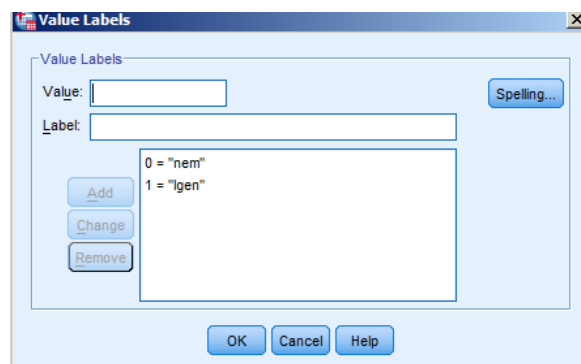 Value Labels
Value Labels
Value:
Spelling...
Label:
0 = "nem"
1 = "Igen"
Add
Change
Remove
OK Cancel Help